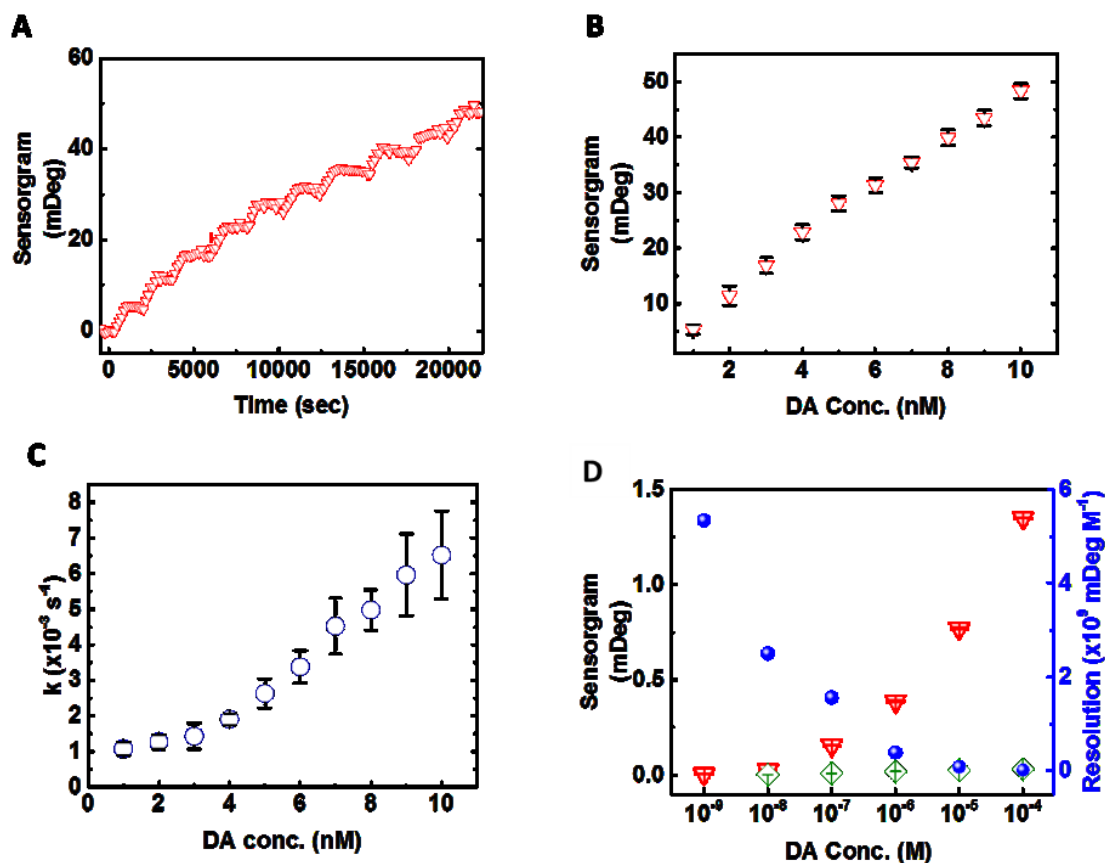 A
Sensorgram
(mDeg)
60
40
20
0
0 5000 10000 15000 20000
Time (sec)
B
Sensorgram
(mDeg)
50
40
30
20
10
2 4 6 8 10
DA Conc. (nM)
C
k (x10⁻³ s⁻¹)
8
7
6
5
4
3
2
1
0
0 2 4 6 8 10
DA conc. (nM)
D
Sensorgram
(mDeg)
1.5
1.0
0.5
0.0
10⁻⁹ 10⁻⁸ 10⁻⁷ 10⁻⁶ 10⁻⁵ 10⁻⁴
DA Conc. (M)
6
4
2
0
Resolution (x10⁹ mDeg M⁻¹)